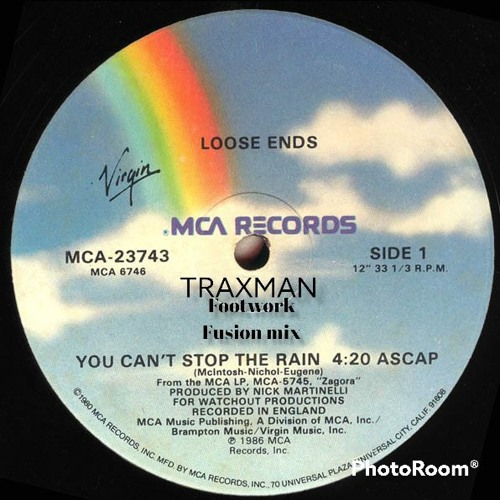 LOOSE ENDS
Virgin
MCA RECORDS
MCA-23743
MCA 6746
SIDE 1
12" 33 1/3 R.P.M.
TRAXMAN
Footwork
Fusion mix
YOU CAN'T STOP THE RAIN 4:20 ASCAP
(McIntosh-Nichol-Eugene)
From the MCA LP, MCA-5745, "Zagora"
PRODUCED BY NICK MARTINELLI
FOR WATCHOUT PRODUCTIONS
RECORDED IN ENGLAND
MCA Music Publishing, A Division of MCA, Inc./
Brampton Music/Virgin Music, Inc.
℗ 1986 MCA
Records, Inc.
©1980 MCA RECORDS, INC. MFD. BY MCA RECORDS, INC., 70 UNIVERSAL PLAZA, UNIVERSAL CITY, CALIF. 91608
PhotoRoom®